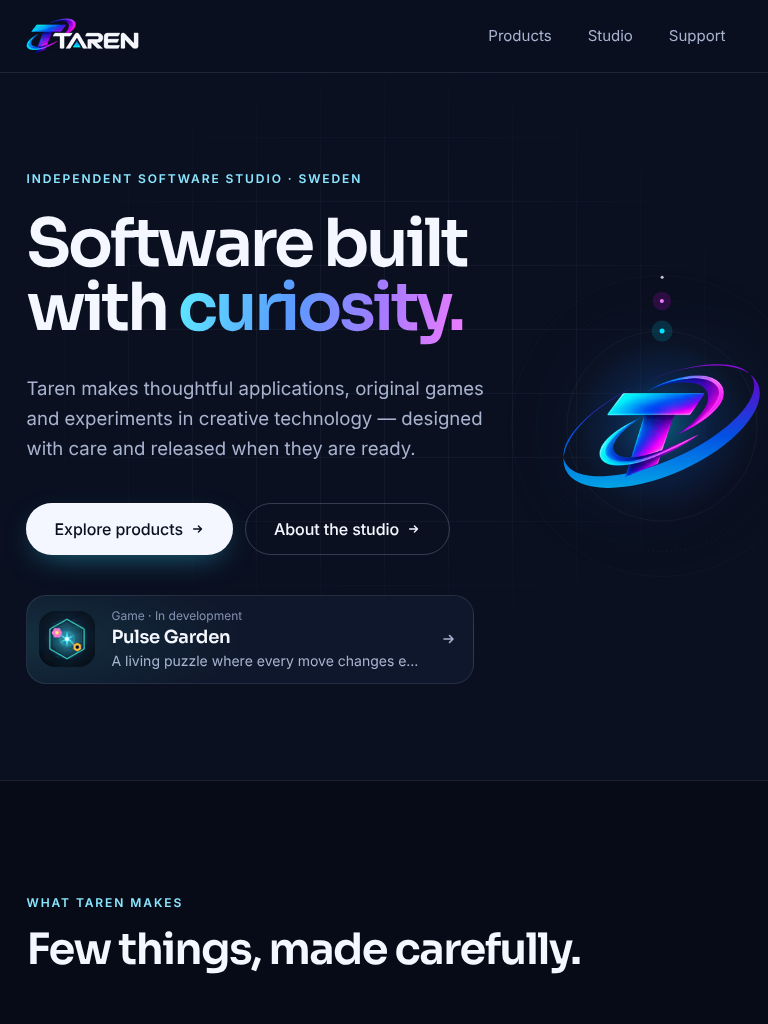 TAREN
Products
Studio
Support
INDEPENDENT SOFTWARE STUDIO · SWEDEN
Software built
with curiosity.
Taren makes thoughtful applications, original games
and experiments in creative technology — designed
with care and released when they are ready.
Explore products →
About the studio →
Game · In development
Pulse Garden
A living puzzle where every move changes e...
→
WHAT TAREN MAKES
Few things, made carefully.